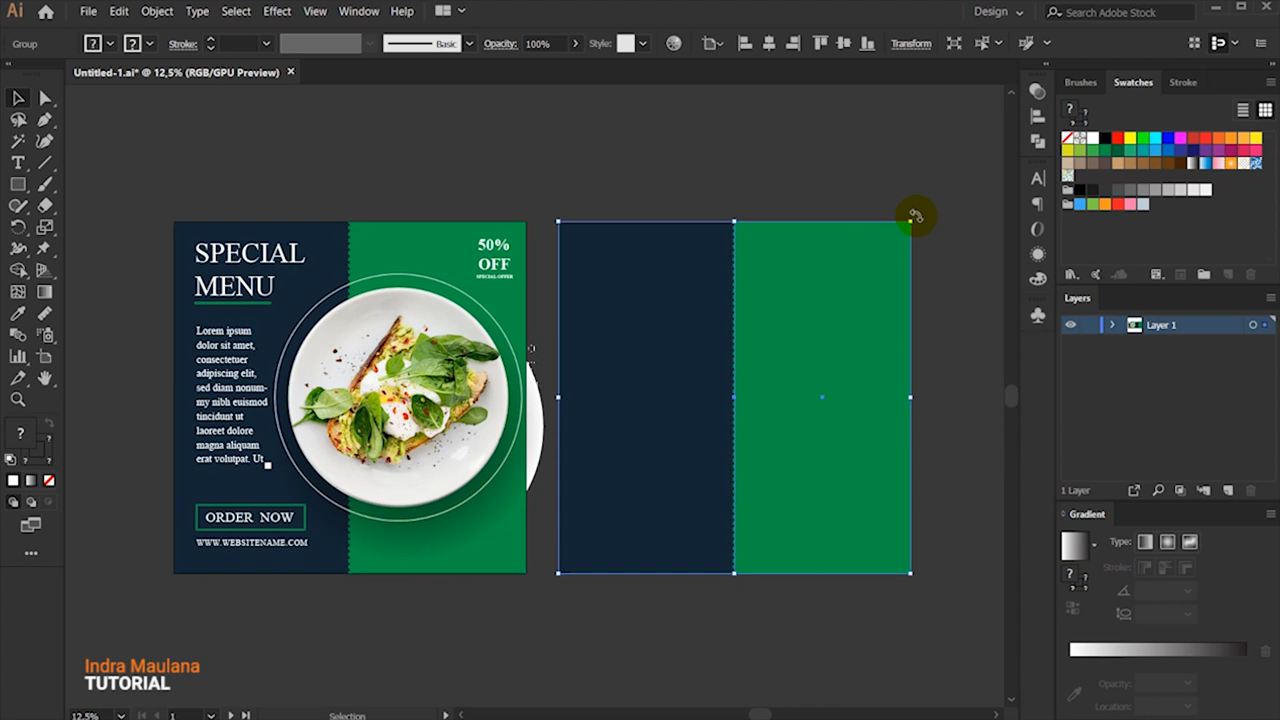 Ai
File Edit Object Type Select Effect View Window Help
Design
Search Adobe Stock
Group
?
?
Stroke:
Basic
Opacity:
100%
Style:
Transform
Untitled-1.ai* @ 12,5% (RGB/GPU Preview)
Brushes
Swatches
Stroke
?
SPECIAL
MENU
50%
OFF
SPECIAL OFFER
Lorem ipsum
dolor sit amet,
consectetuer
adipiscing elit,
sed diam nonum-
my nibh euismod
tincidunt ut
laoreet dolore
magna aliquam
erat volutpat. Ut
ORDER NOW
WWW.WEBSITENAME.COM
Layers
Layer 1
1 Layer
Gradient
Type:
Stroke:
?
Opacity:
Location:
?
Indra Maulana
TUTORIAL
12,5%
1
Selection